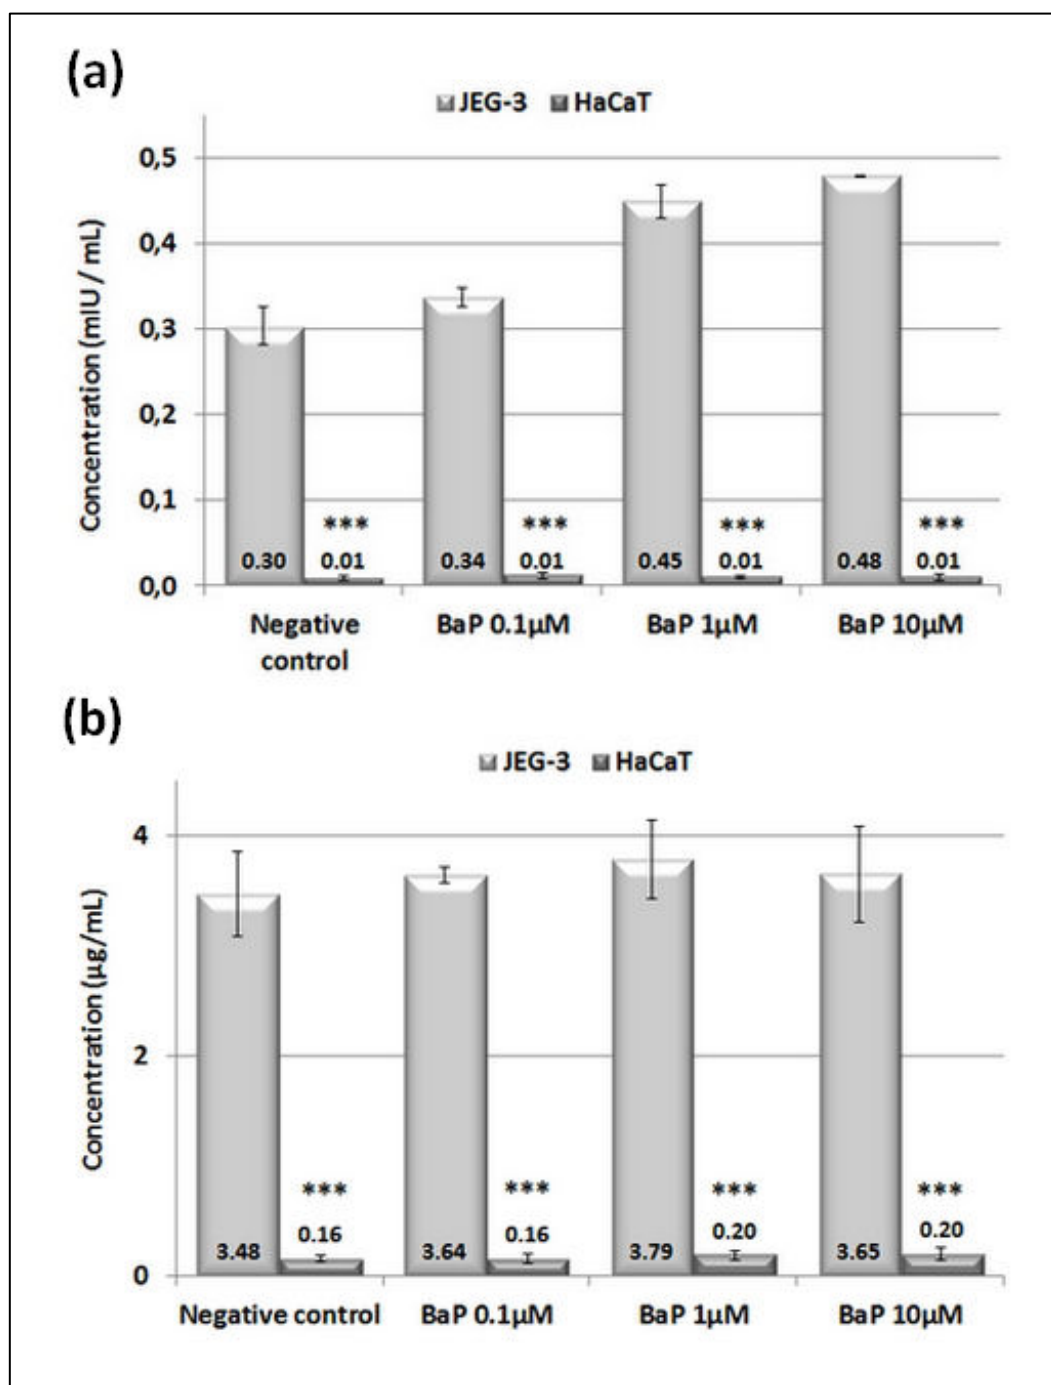 (a)
JEG-3 HaCaT
Concentration (mIU / mL)
0,5
0,4
0,3
0,2
0,1
0,0
*** *** *** ***
0.30 0.01 0.34 0.01 0.45 0.01 0.48 0.01
Negative control BaP 0.1µM BaP 1µM BaP 10µM
(b)
JEG-3 HaCaT
Concentration (µg/mL)
4
2
0
*** *** *** ***
0.16 0.16 0.20 0.20
3.48 3.64 3.79 3.65
Negative control BaP 0.1µM BaP 1µM BaP 10µM